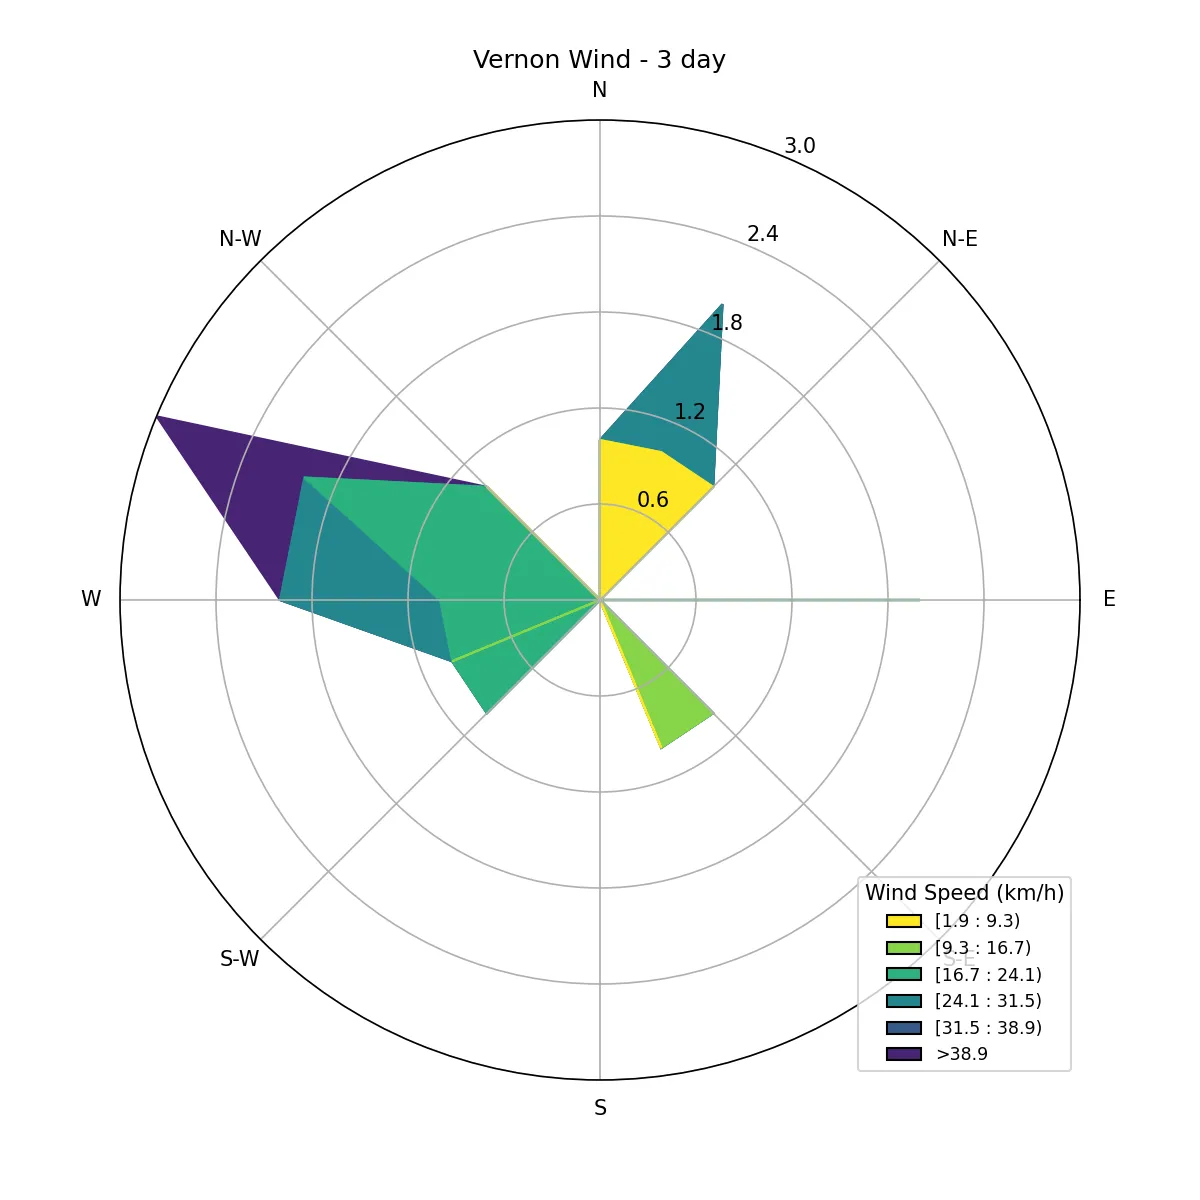 Vernon Wind - 3 day
N
3.0
2.4
N-W
N-E
1.8
1.2
0.6
W
E
Wind Speed (km/h)
[1.9 : 9.3)
[9.3 : 16.7)
S-W
S-E
[16.7 : 24.1)
[24.1 : 31.5)
[31.5 : 38.9)
>38.9
S